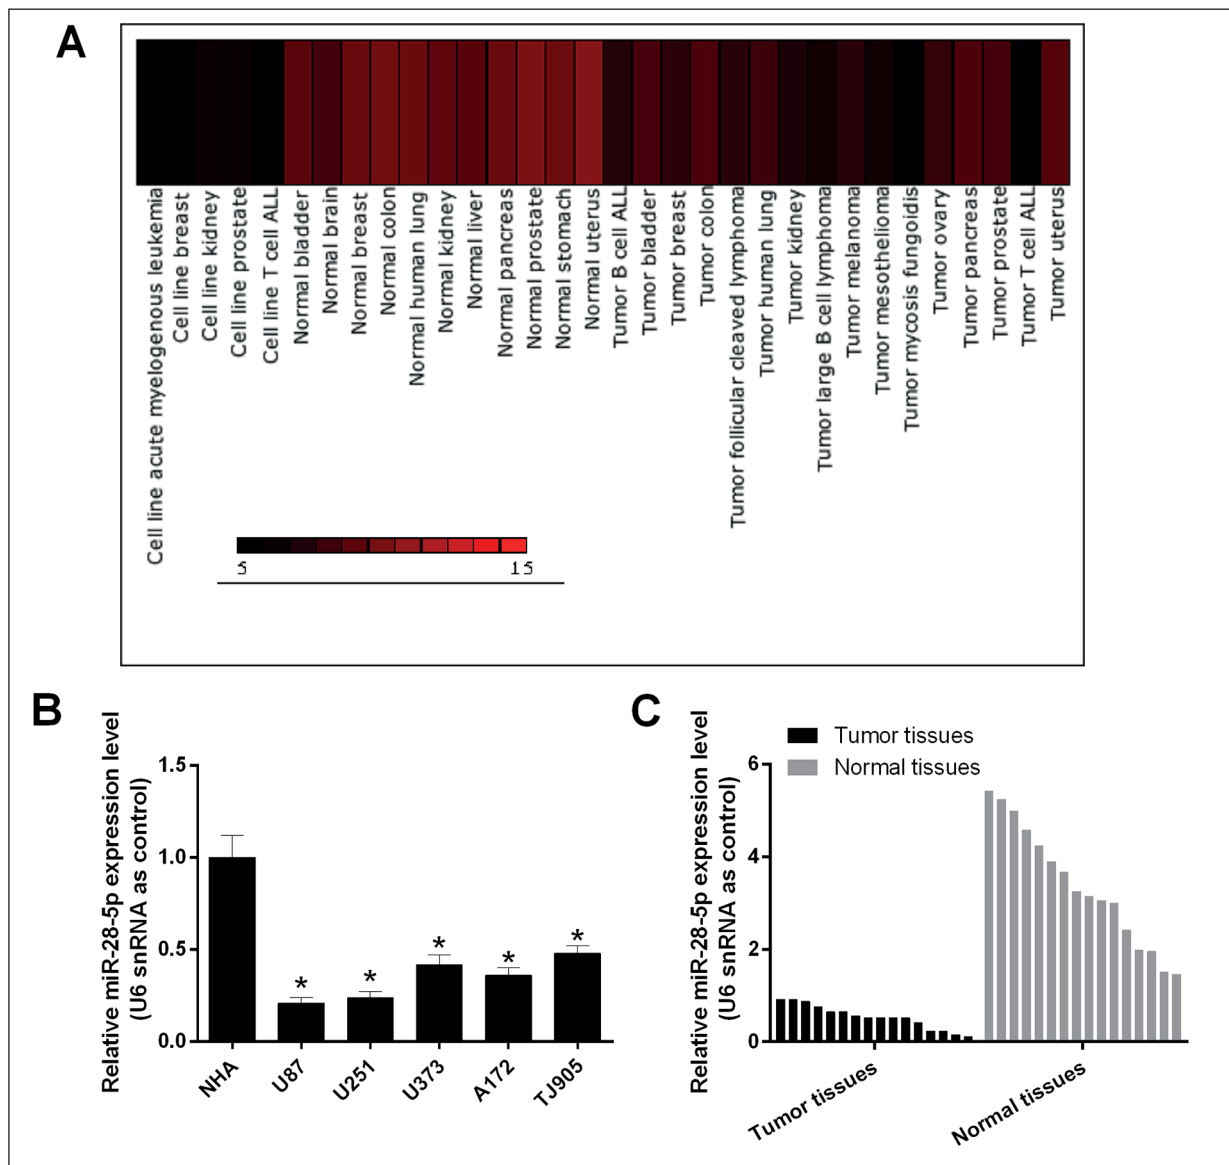 A
Cell line acute myelogenous leukemia
Cell line breast
Cell line kidney
Cell line prostate
Cell line T cell ALL
Normal bladder
Normal brain
Normal breast
Normal colon
Normal human lung
Normal kidney
Normal liver
Normal pancreas
Normal prostate
Normal stomach
Normal uterus
Tumor B cell ALL
Tumor bladder
Tumor breast
Tumor colon
Tumor follicular cleaved lymphoma
Tumor human lung
Tumor kidney
Tumor large B cell lymphoma
Tumor melanoma
Tumor mesothelioma
Tumor mycosis fungoidis
Tumor ovary
Tumor pancreas
Tumor prostate
Tumor T cell ALL
Tumor uterus
5 15
B
Relative miR-28-5p expression level
(U6 snRNA as control)
1.5
1.0
0.5
0.0
* * * * *
NHA
U87
U251
U373
A172
TJ905
C
Relative miR-28-5p expression level
(U6 snRNA as control)
Tumor tissues
Normal tissues
6
4
2
0
Tumor tissues
Normal tissues